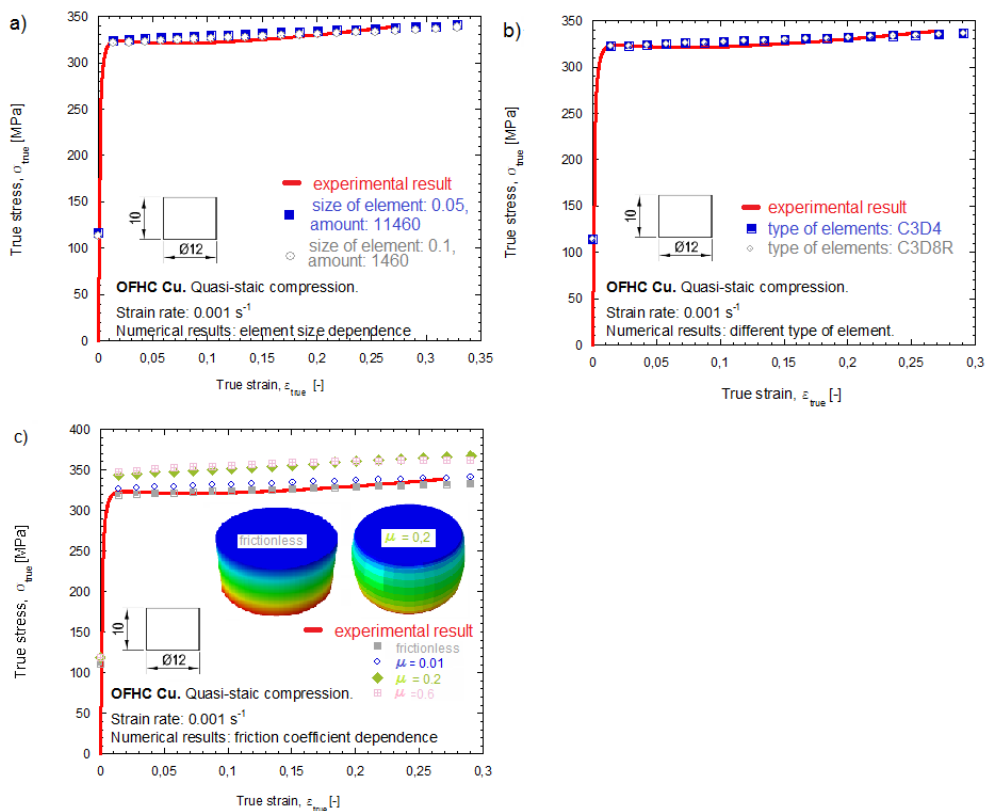 a)
True stress, σtrue [MPa]
350
300
250
200
150
100
50
0
experimental result
size of element: 0.05,
amount: 11460
size of element: 0.1,
amount: 1460
10
Ø12
OFHC Cu. Quasi-staic compression.
Strain rate: 0.001 s-1
Numerical results: element size dependence
0
0,05
0,1
0,15
0,2
0,25
0,3
0,35
True strain, εtrue [-]
b)
True stress, σtrue [MPa]
350
300
250
200
150
100
50
0
experimental result
type of elements: C3D4
type of elements: C3D8R
10
Ø12
OFHC Cu. Quasi-staic compression.
Strain rate: 0.001 s-1
Numerical results: different type of element.
0
0,05
0,1
0,15
0,2
0,25
0,3
True strain, εtrue [-]
c)
True stress, σtrue [MPa]
400
350
300
250
200
150
100
50
0
frictionless
μ = 0,2
experimental result
frictionless
μ = 0.01
μ = 0.2
μ =0.6
10
Ø12
OFHC Cu. Quasi-staic compression.
Strain rate: 0.001 s-1
Numerical results: friction coefficient dependence
0
0,05
0,1
0,15
0,2
0,25
0,3
True strain, εtrue [-]